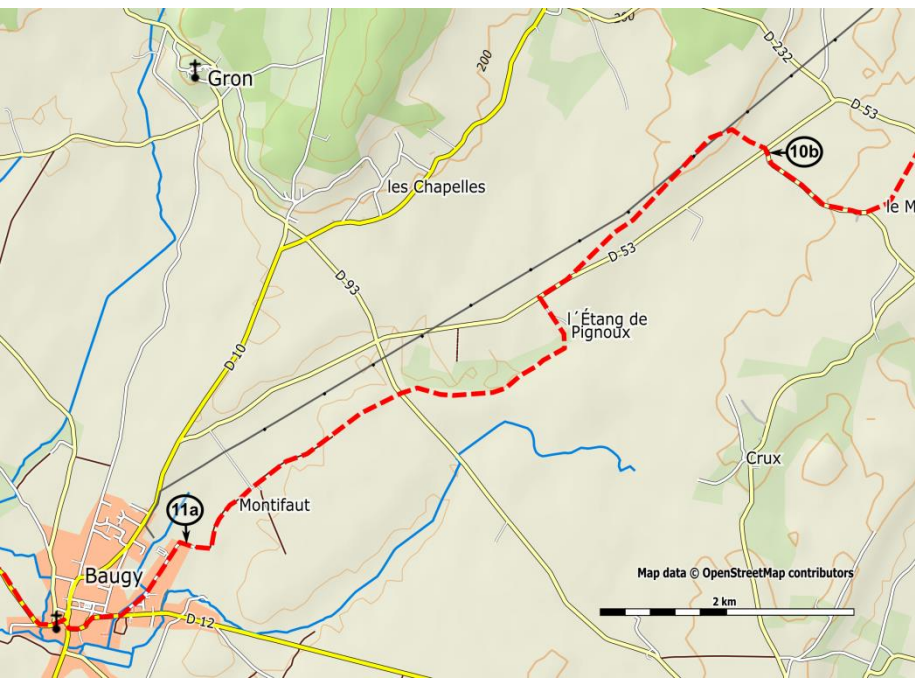 200
D-232
Gron
200
D-53
10b
les Chapelles
le M
D-53
D-93
l´Étang de
Pignoux
D-10
Crux
11a
Montifaut
Map data © OpenStreetMap contributors
Baugy
2 km
D-12